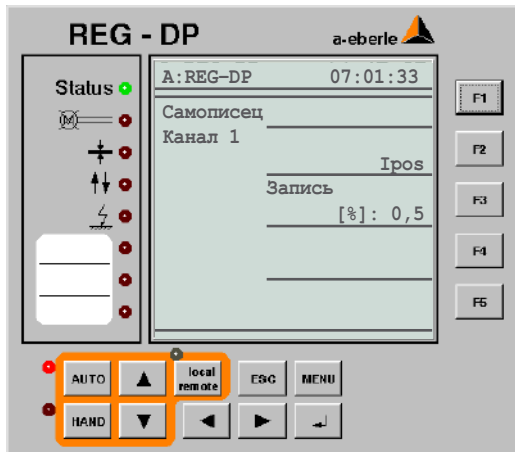 REG - DP
a-eberle
Status
A:REG-DP 07:01:33
Самописец
Канал 1
Ipos
Запись
[%]: 0,5
F1
F2
F3
F4
F5
M
AUTO
local
remote
ESC
MENU
HAND